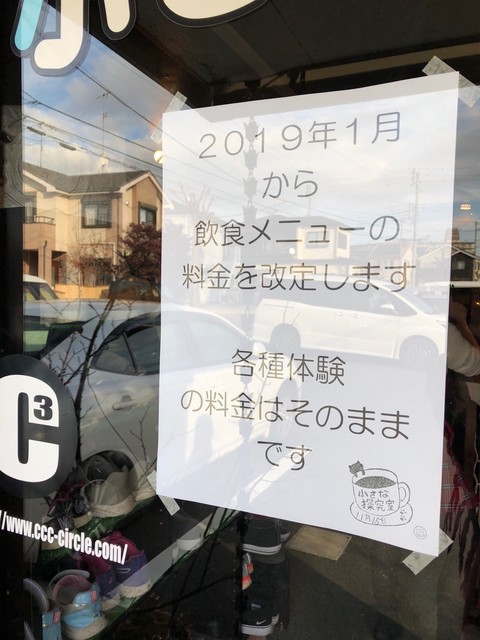 2019年1月
から
飲食メニューの
料金を改定します
各種体験
の料金はそのまま
です
小さな
探究室
C3
//www.ccc-circle.com/